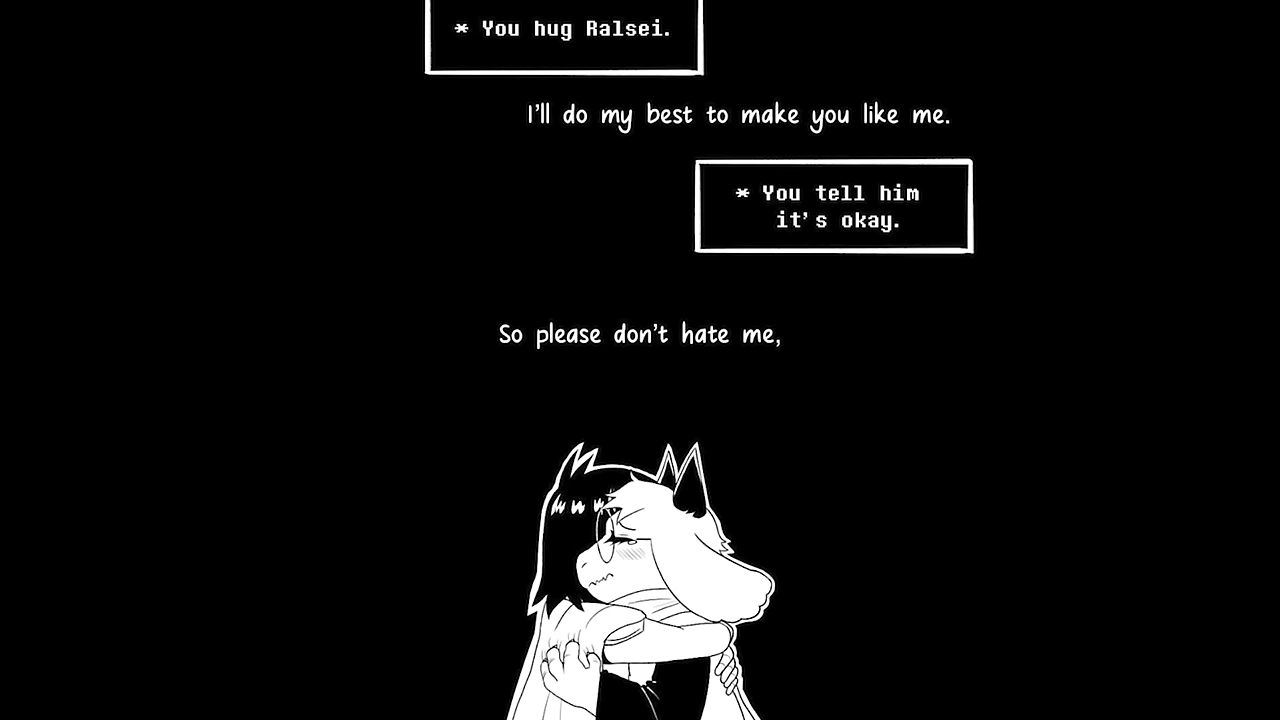 * You hug Ralsei.
I'll do my best to make you like me.
* You tell him
it's okay.
So please don't hate me,